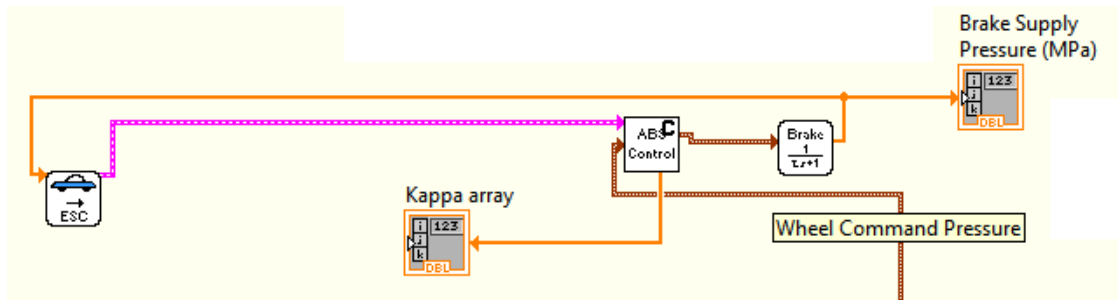 Brake Supply
Pressure (MPa)
i
j
k
123
DBL
ABS
C
Control
Brake
1
τs+1
ESC
Kappa array
i
j
k
123
DBL
Wheel Command Pressure